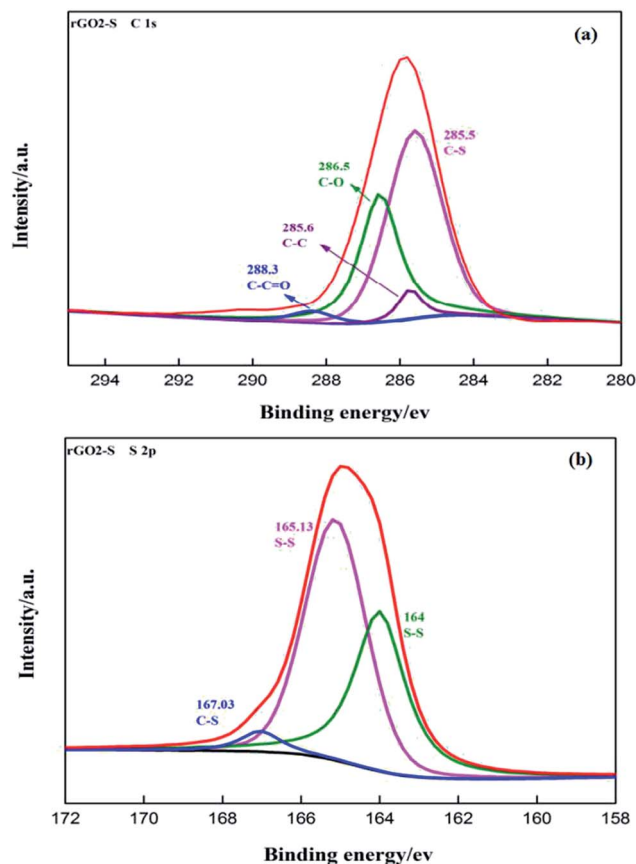 rGO2-S C 1s
(a)
285.5
C-S
286.5
C-O
285.6
C-C
288.3
C-C=O
Intensity/a.u.
294 292 290 288 286 284 282 280
Binding energy/ev
rGO2-S S 2p
(b)
165.13
S-S
164
S-S
167.03
C-S
Intensity/a.u.
172 170 168 166 164 162 160 158
Binding energy/ev